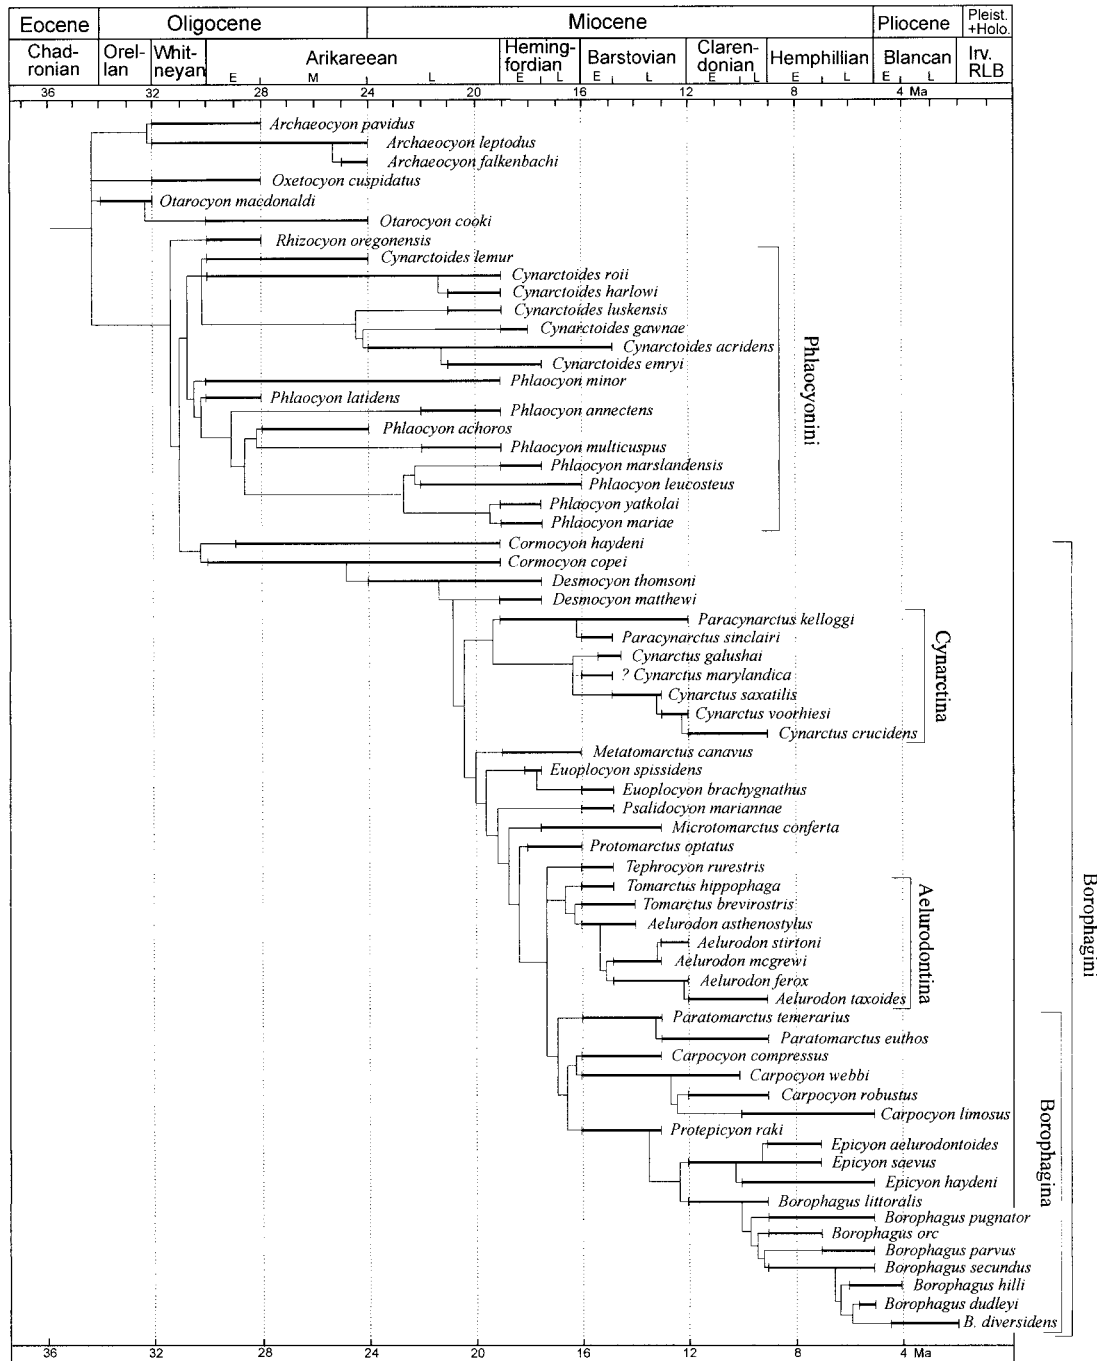 Eocene Oligocene Miocene Pliocene Pleist. +Holo.
Chad-ronian Orel-lan Whit-neyan Arikareean Heming-fordian Barstovian Claren-donian Hemphillian Blancan Irv. RLB
E M L E L E L E L E L E L
36 32 28 24 20 16 12 8 4 Ma
Archaeocyon pavidus
Archaeocyon leptodus
Archaeocyon falkenbachi
Oxetocyon cuspidatus
Otarocyon macdonaldi
Otarocyon cooki
Rhizocyon oregonensis
Cynarctoides lemur
Cynarctoides roii
Cynarctoides harlowi
Cynarctoides luskensis
Cynarctoides gawnae
Cynarctoides acridens
Cynarctoides emryi
Phlaocyon minor
Phlaocyon latidens
Phlaocyon annectens
Phlaocyon achoros
Phlaocyon multicuspus
Phlaocyon marslandensis
Phlaocyon leucosteus
Phlaocyon yatkolai
Phlaocyon mariae
Phlaocyonini
Cormocyon haydeni
Cormocyon copei
Desmocyon thomsoni
Desmocyon matthewi
Paracynarctus kelloggi
Paracynarctus sinclairi
Cynarctus galushai
? Cynarctus marylandica
Cynarctus saxatilis
Cynarctus voorhiesi
Cynarctus crucidens
Cynarctina
Metatomarctus canavus
Euoplocyon spissidens
Euoplocyon brachygnathus
Psalidocyon mariannae
Microtomarctus conferta
Protomarctus optatus
Tephrocyon rurestris
Tomarctus hippophaga
Tomarctus brevirostris
Aelurodon asthenostylus
Aelurodon stirtoni
Aelurodon mcgrewi
Aelurodon ferox
Aelurodon taxoides
Aelurodontina
Paratomarctus temerarius
Paratomarctus euthos
Carpocyon compressus
Carpocyon webbi
Carpocyon robustus
Carpocyon limosus
Protepicyon raki
Epicyon aelurodontoides
Epicyon saevus
Epicyon haydeni
Borophagus littoralis
Borophagus pugnator
Borophagus orc
Borophagus parvus
Borophagus secundus
Borophagus hilli
Borophagus dudleyi
B. diversidens
Borophagina
Borophagini
36 32 28 24 20 16 12 8 4 Ma